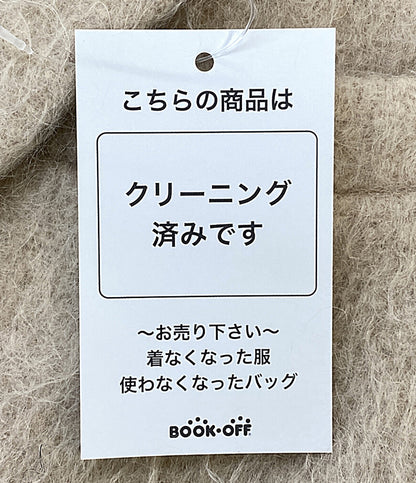 こちらの商品は
クリーニング
済みです
～お売り下さい～
着なくなった服
使わなくなったバッグ
BOOK・OFF